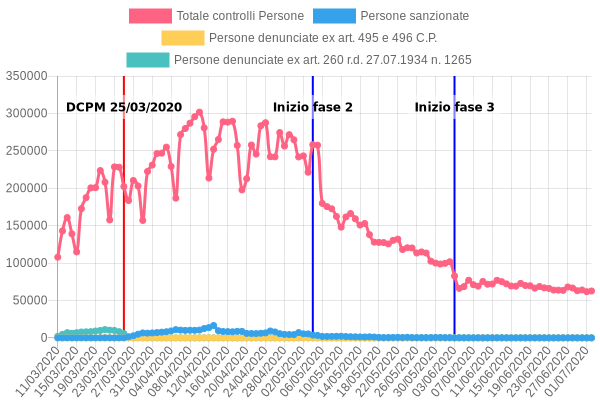 Totale controlli Persone Persone sanzionate
Persone denunciate ex art. 495 e 496 C.P.
Persone denunciate ex art. 260 r.d. 27.07.1934 n. 1265
350000
DCPM 25/03/2020 Inizio fase 2 Inizio fase 3
300000
250000
200000
150000
100000
50000
0
11/03/2020 15/03/2020 19/03/2020 23/03/2020 27/03/2020 31/03/2020 04/04/2020 08/04/2020 12/04/2020 16/04/2020 20/04/2020 24/04/2020 28/04/2020 02/05/2020 06/05/2020 10/05/2020 14/05/2020 18/05/2020 22/05/2020 26/05/2020 30/05/2020 03/06/2020 07/06/2020 11/06/2020 15/06/2020 19/06/2020 23/06/2020 27/06/2020 01/07/2020